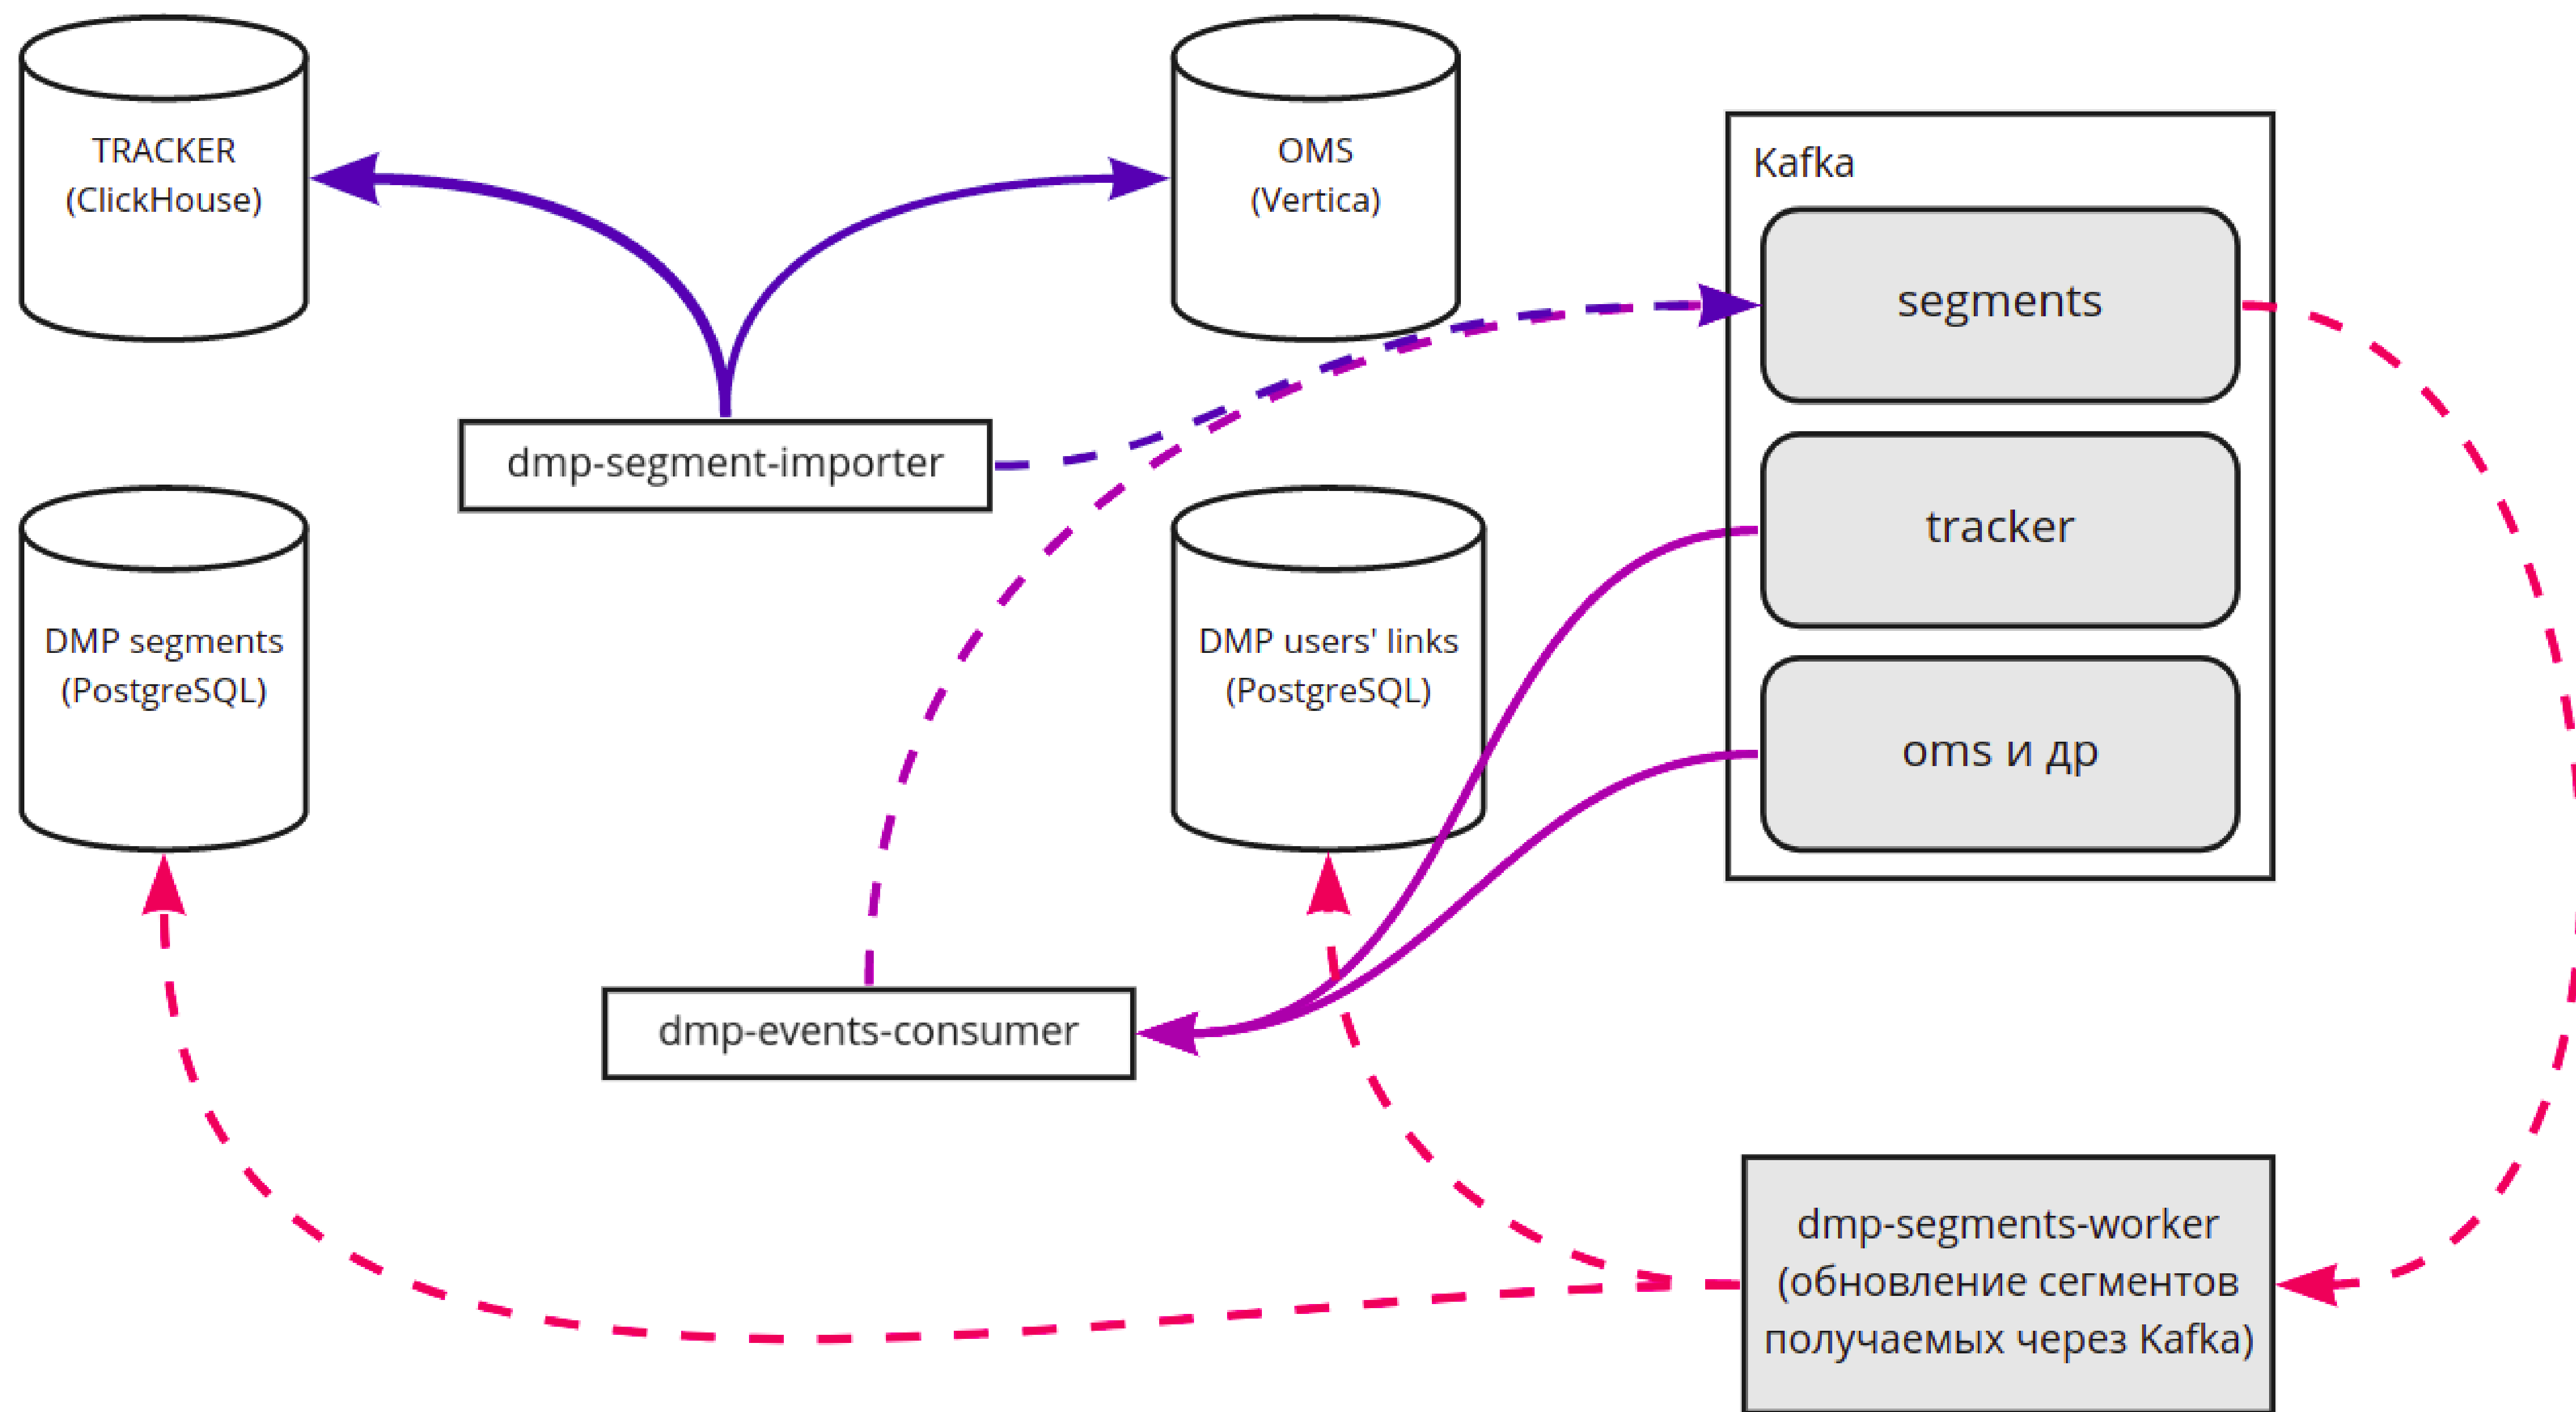 TRACKER
(ClickHouse)
OMS
(Vertica)
Kafka
segments
tracker
oms и др
dmp-segment-importer
DMP segments
(PostgreSQL)
DMP users' links
(PostgreSQL)
dmp-events-consumer
dmp-segments-worker
(обновление сегментов
получаемых через Kafka)